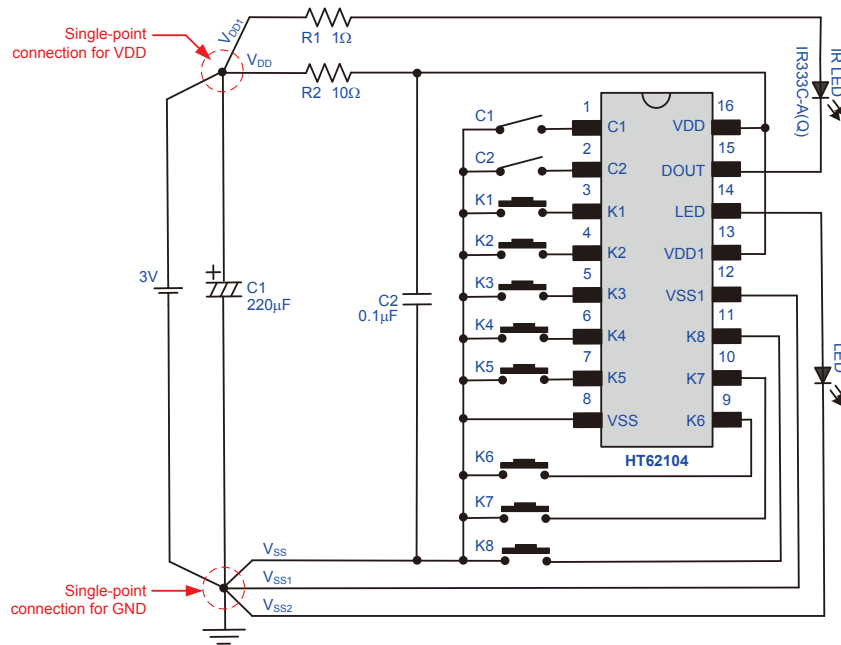 Single-point
connection for VDD
VDD1
VDD
R1 1Ω
R2 10Ω
IR LED
IR333C-A(Q)
C1
C2
K1
K2
K3
K4
K5
K6
K7
K8
1
2
3
4
5
6
7
8
C1
C2
K1
K2
K3
K4
K5
VSS
16
15
14
13
12
11
10
9
VDD
DOUT
LED
VDD1
VSS1
K8
K7
K6
HT62104
LED
3V
+
C1
220µF
C2
0.1µF
VSS
VSS1
VSS2
Single-point
connection for GND